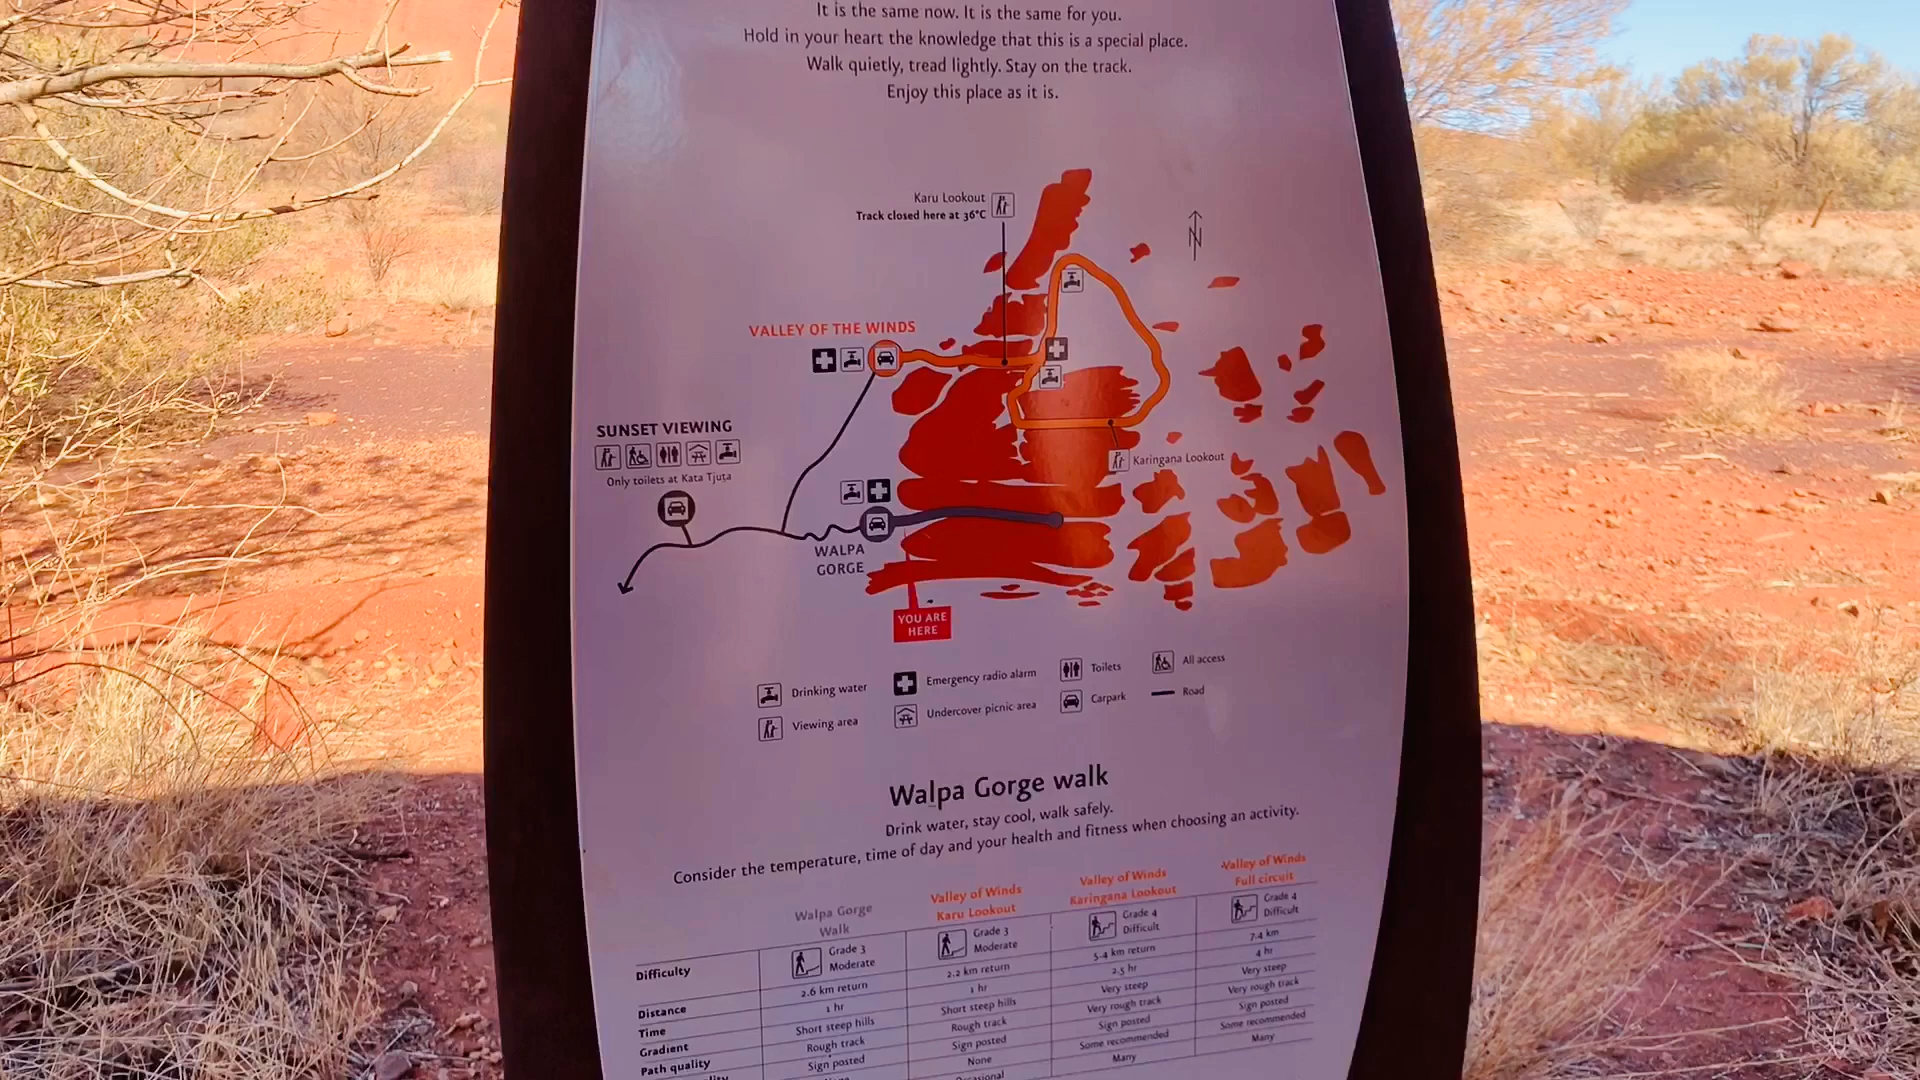 It is the same now. It is the same for you.
Hold in your heart the knowledge that this is a special place.
Walk quietly, tread lightly. Stay on the track.
Enjoy this place as it is.
Karu Lookout
Track closed here at 36°C
N
VALLEY OF THE WINDS
SUNSET VIEWING
Only toilets at Kata Tjuṯa
Karingana Lookout
WALPA
GORGE
YOU ARE
HERE
Drinking water
Emergency radio alarm
Toilets
All access
Viewing area
Undercover picnic area
Carpark
Road
Walpa Gorge walk
Drink water, stay cool, walk safely.
Consider the temperature, time of day and your health and fitness when choosing an activity.
Walpa Gorge
Walk
Valley of Winds
Karu Lookout
Valley of Winds
Karingana Lookout
Valley of Winds
Full circuit
Difficulty
Grade 3
Moderate
Grade 3
Moderate
Grade 4
Difficult
Grade 4
Difficult
Distance
2.6 km return
2.2 km return
5.4 km return
7.4 km
Time
1 hr
1 hr
2.5 hr
4 hr
Gradient
Short steep hills
Short steep hills
Very steep
Very steep
Path quality
Rough track
Rough track
Very rough track
Very rough track
Sign posted
Sign posted
Sign posted
Sign posted
None
Some recommended
Some recommended
Many
Many